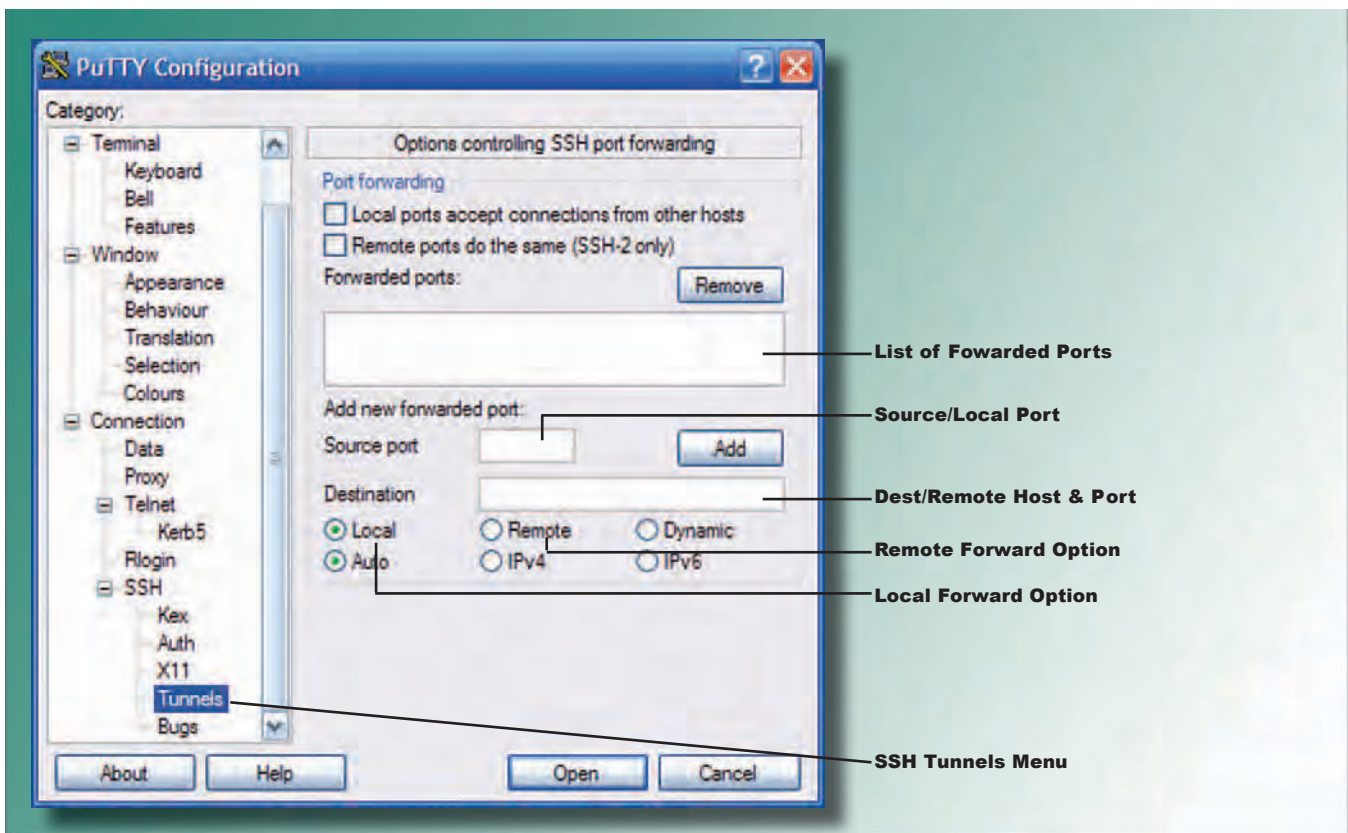 PuTTY Configuration
?
Category:
Terminal
Keyboard
Bell
Features
Window
Appearance
Behaviour
Translation
Selection
Colours
Connection
Data
Proxy
Telnet
Kerb5
Rlogin
SSH
Kex
Auth
X11
Tunnels
Bugs
Options controlling SSH port forwarding
Port forwarding
Local ports accept connections from other hosts
Remote ports do the same (SSH-2 only)
Forwarded ports:
Remove
Add new forwarded port:
Source port
Add
Destination
Local Remote Dynamic
Auto IPv4 IPv6
About Help Open Cancel
List of Fowarded Ports
Source/Local Port
Dest/Remote Host & Port
Remote Forward Option
Local Forward Option
SSH Tunnels Menu